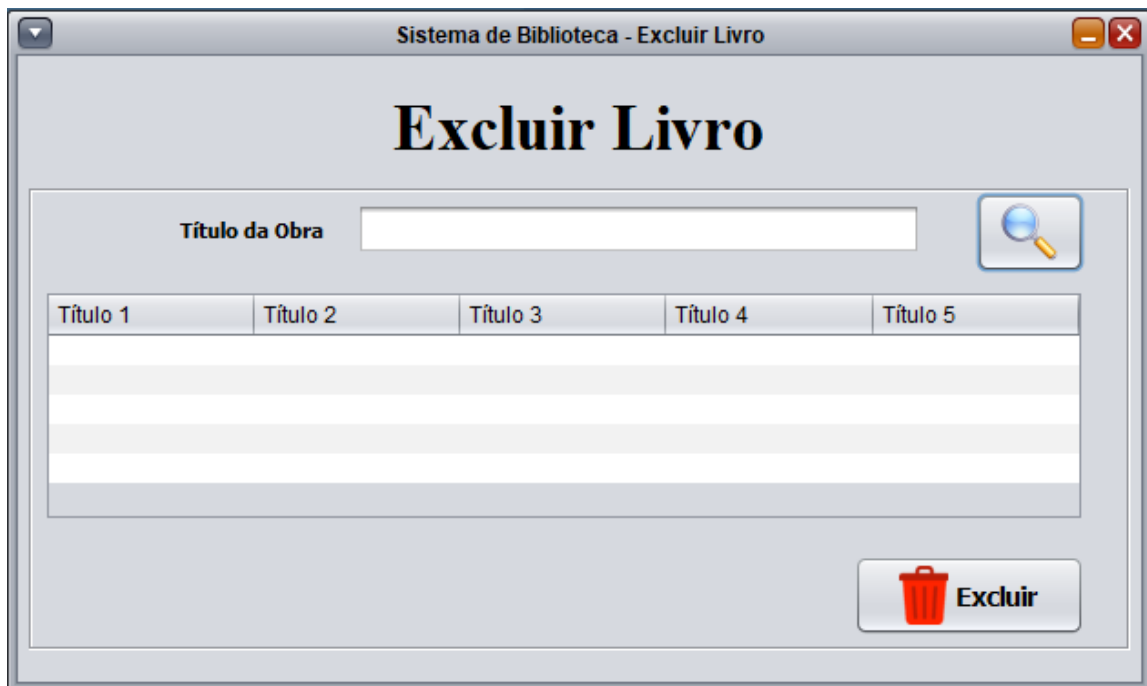 Sistema de Biblioteca - Excluir Livro
Excluir Livro
Título da Obra
Título 1 Título 2 Título 3 Título 4 Título 5
Excluir